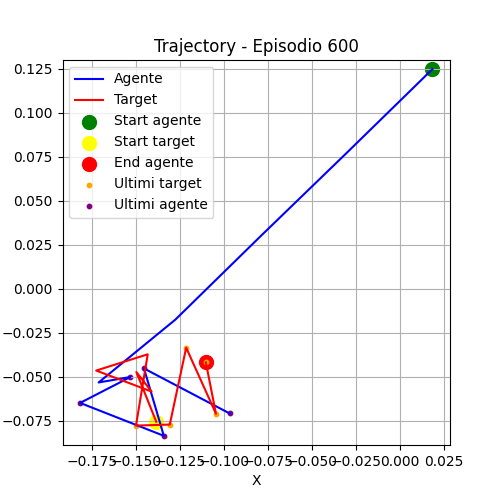 Trajectory - Episodio 600
Agente
Target
Start agente
Start target
End agente
Ultimi target
Ultimi agente
0.125
0.100
0.075
0.050
0.025
0.000
−0.025
−0.050
−0.075
−0.175 −0.150 −0.125 −0.100 −0.075 −0.050 −0.025 0.000 0.025
X